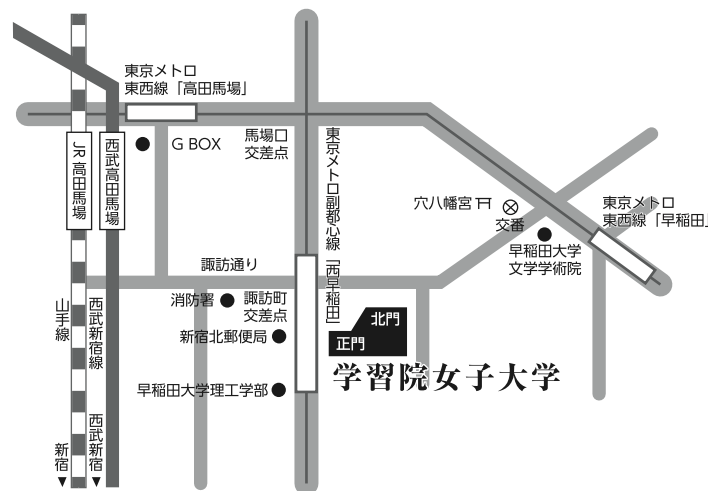 東京メトロ
東西線「高田馬場」
JR 高田馬場
西武高田馬場
G BOX
馬場口
交差点
東京メトロ副都心線「西早稲田」
穴八幡宮
交番
早稲田大学
文学学術院
東京メトロ
東西線「早稲田」
諏訪通り
消防署
諏訪町
交差点
新宿北郵便局
早稲田大学理工学部
北門
正門
学習院女子大学
山手線
西武新宿線
新宿
西武新宿